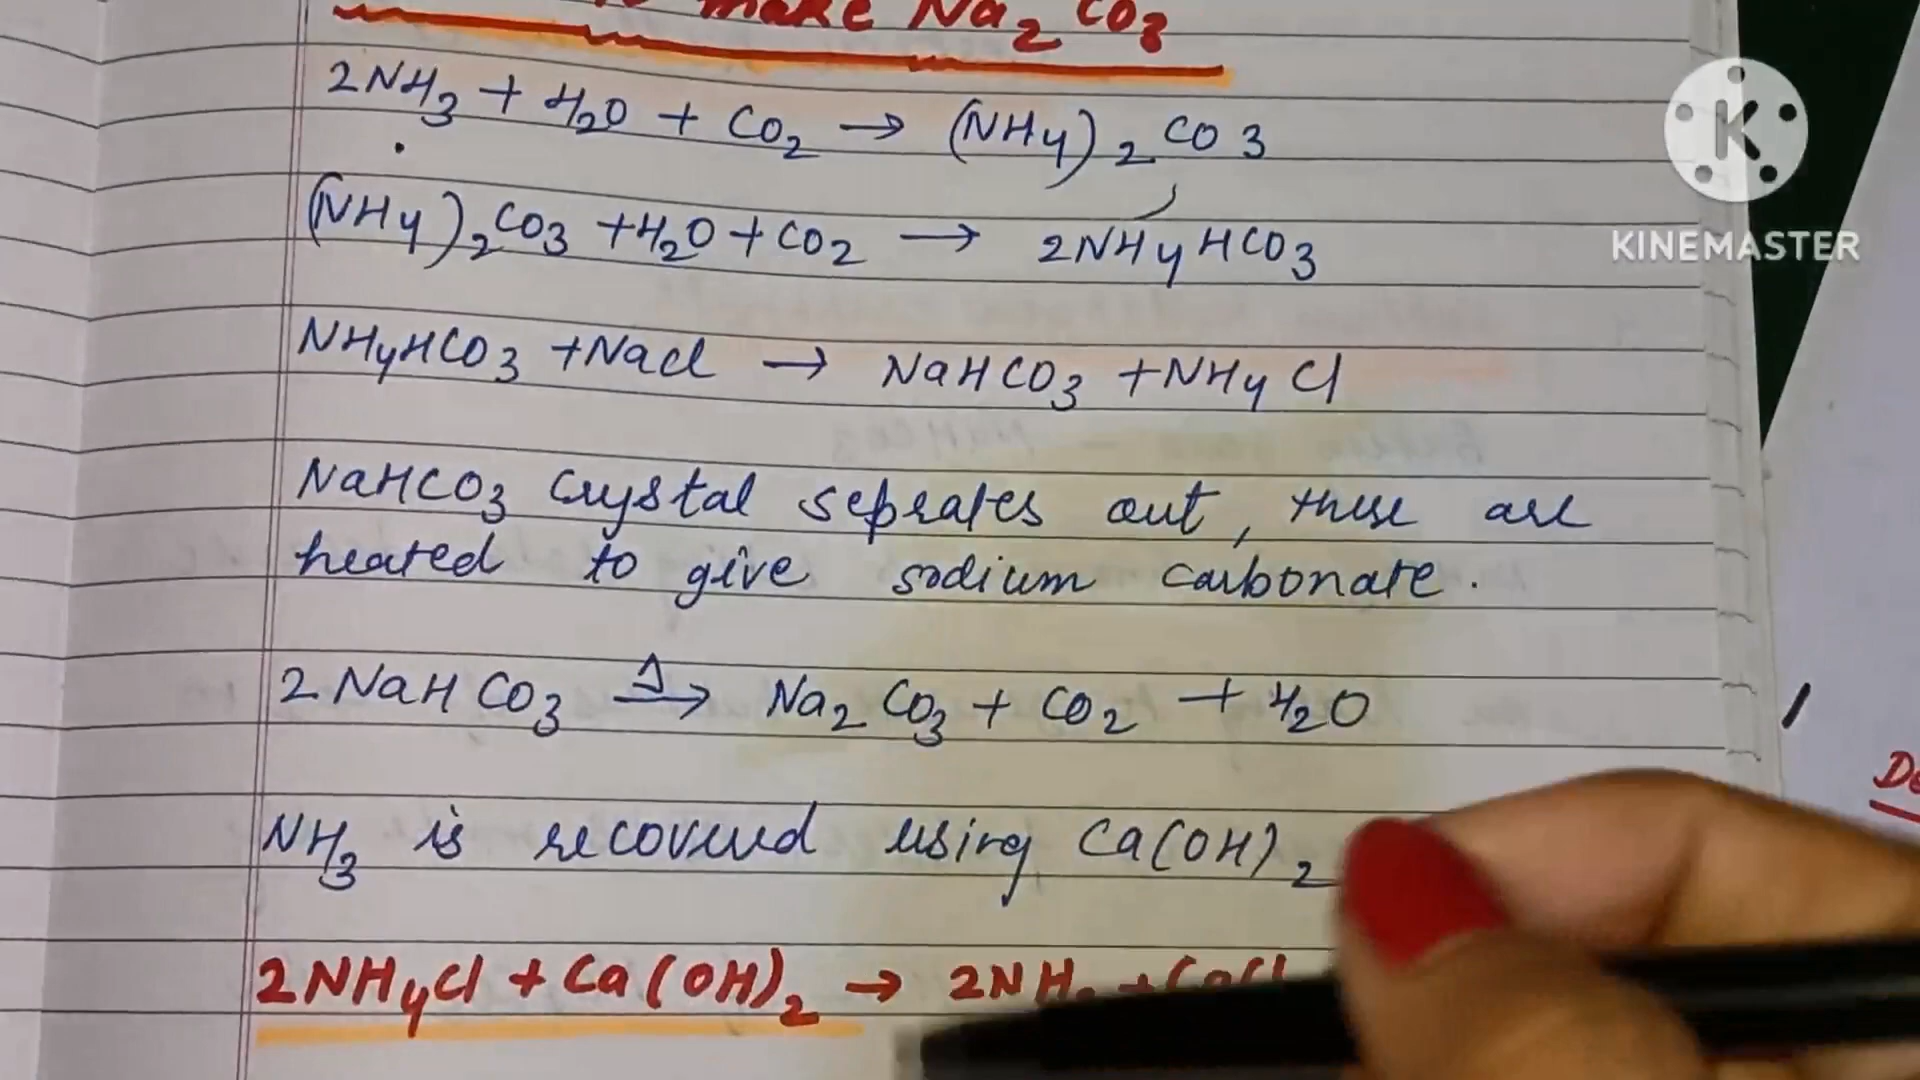 make Na2CO3
2NH3 + H2O + CO2 → (NH4)2CO3
(NH4)2CO3 + H2O + CO2 → 2NH4HCO3
NH4HCO3 + NaCl → NaHCO3 + NH4Cl
NaHCO3 crystal seprates out, these are
heated to give sodium carbonate.
2NaHCO3 Δ→ Na2CO3 + CO2 + H2O
NH3 is recovered using Ca(OH)2
2NH4Cl + Ca(OH)2 → 2NH
K
KINEMASTER